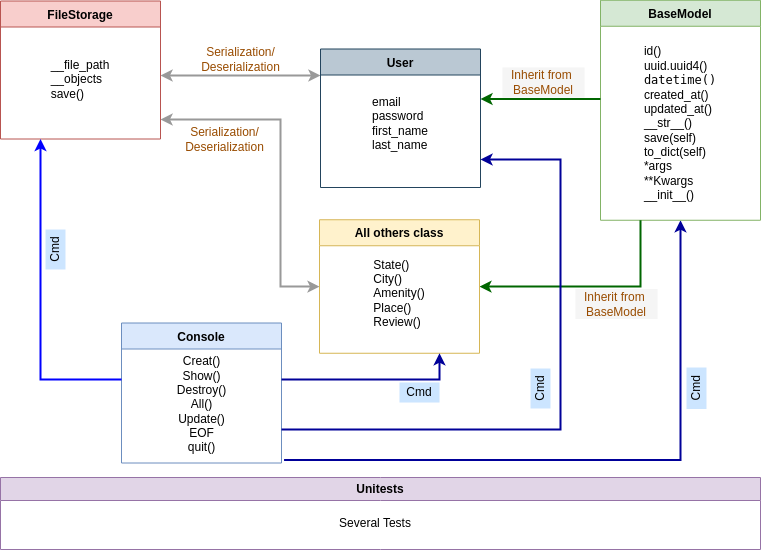 FileStorage
__file_path
__objects
save()
Serialization/
Deserialization
Serialization/
Deserialization
User
email
password
first_name
last_name
Inherit from
BaseModel
BaseModel
id()
uuid.uuid4()
datetime()
created_at()
updated_at()
__str__()
save(self)
to_dict(self)
*args
**Kwargs
__init__()
All others class
State()
City()
Amenity()
Place()
Review()
Inherit from
BaseModel
Cmd
Console
Creat()
Show()
Destroy()
All()
Update()
EOF
quit()
Cmd
Cmd
Cmd
Unitests
Several Tests